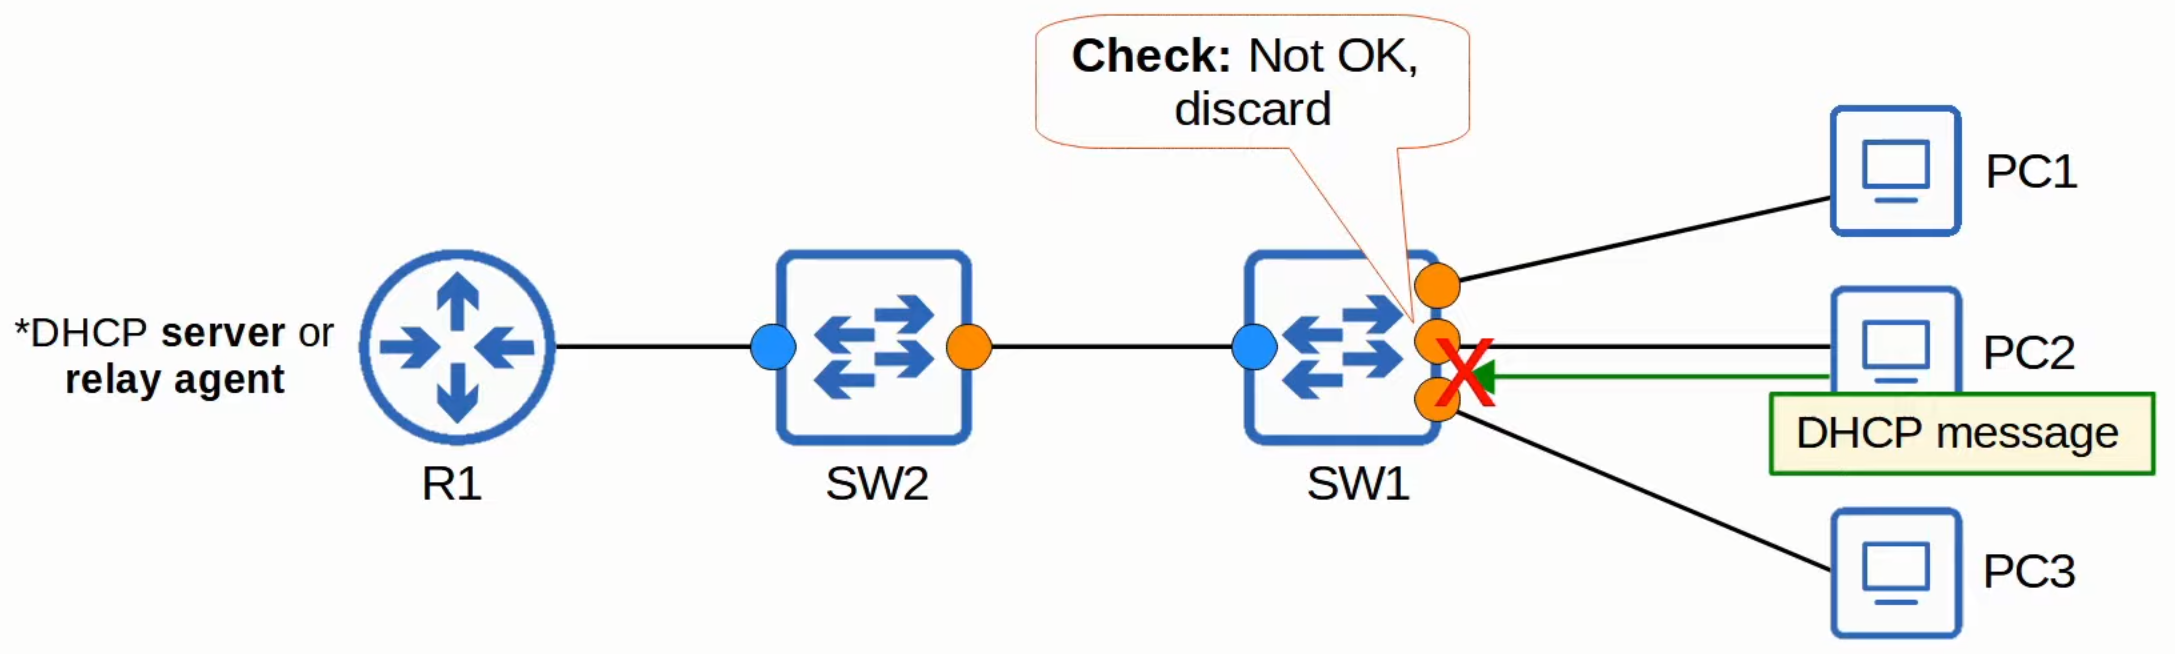 Check: Not OK,
discard
PC1
*DHCP server or
relay agent
PC2
DHCP message
R1
SW2
SW1
PC3